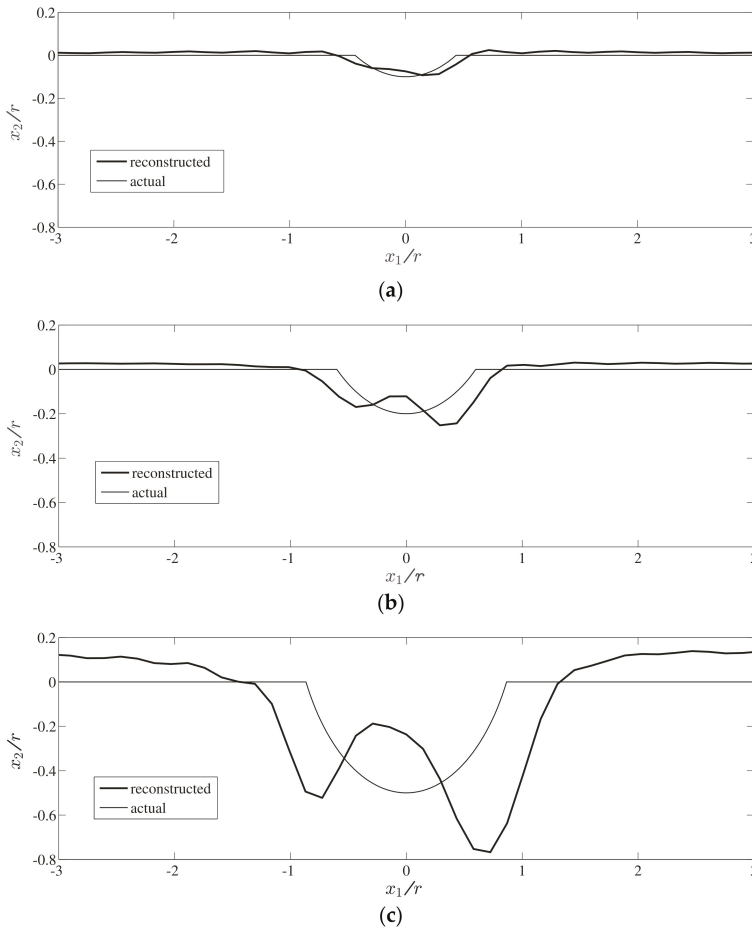 0.2
0
-0.2
-0.4
-0.6
-0.8
x₂/r
reconstructed
actual
-3 -2 -1 0 1 2 3
x₁/r
(a)
0.2
0
-0.2
-0.4
-0.6
-0.8
x₂/r
reconstructed
actual
-3 -2 -1 0 1 2 3
x₁/r
(b)
0.2
0
-0.2
-0.4
-0.6
-0.8
x₂/r
reconstructed
actual
-3 -2 -1 0 1 2 3
x₁/r
(c)